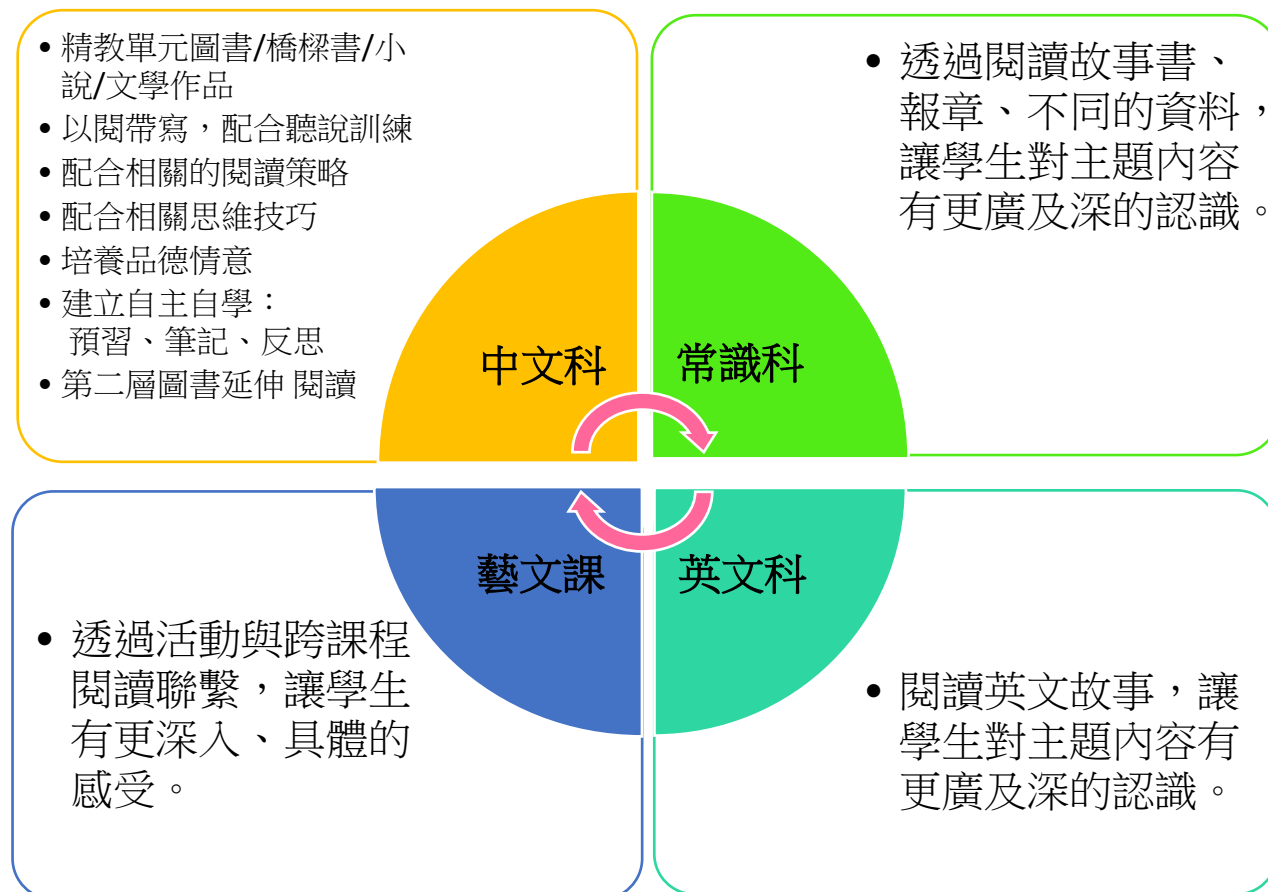 • 精教單元圖書/橋樑書/小
說/文學作品
• 以閱帶寫，配合聽說訓練
• 配合相關的閱讀策略
• 配合相關思維技巧
• 培養品德情意
• 建立自主自學：
預習、筆記、反思
• 第二層圖書延伸 閱讀
• 透過閱讀故事書、
報章、不同的資料，
讓學生對主題內容
有更廣及深的認識。
中文科
常識科
藝文課
英文科
• 透過活動與跨課程
閱讀聯繫，讓學生
有更深入、具體的
感受。
• 閱讀英文故事，讓
學生對主題內容有
更廣及深的認識。